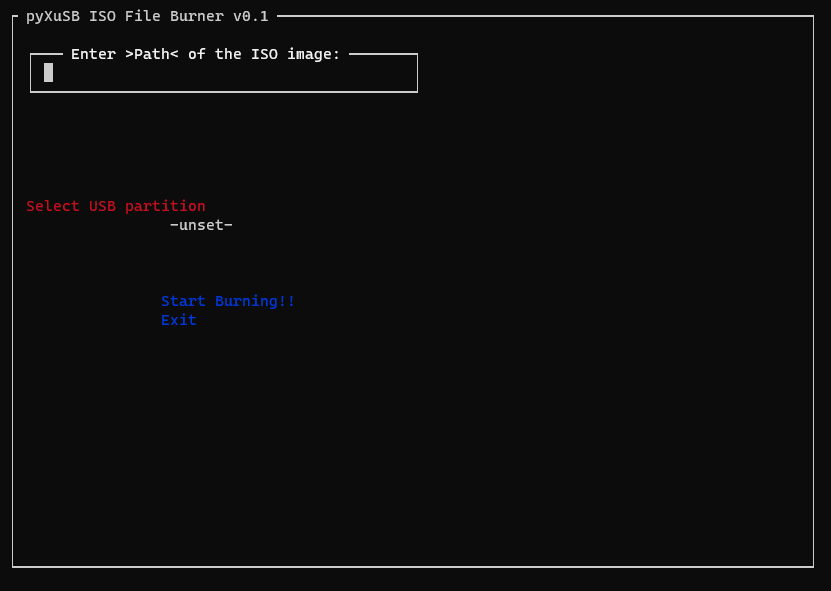 pyXuSB ISO File Burner v0.1
Enter >Path< of the ISO image:
Select USB partition
-unset-
Start Burning!!
Exit